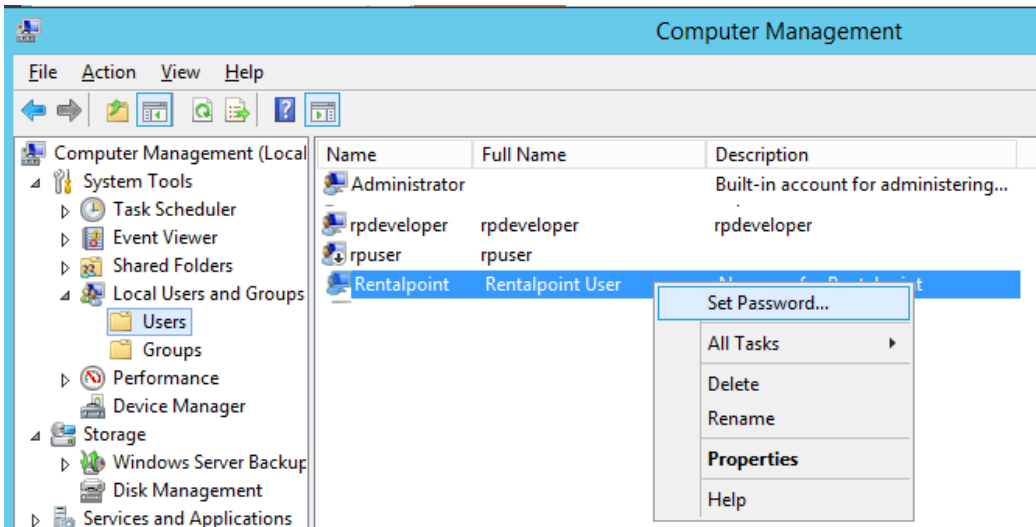 Computer Management
File Action View Help
Computer Management (Local
System Tools
Task Scheduler
Event Viewer
Shared Folders
Local Users and Groups
Users
Groups
Performance
Device Manager
Storage
Windows Server Backup
Disk Management
Services and Applications
Name Full Name Description
Administrator Built-in account for administering...
rpdeveloper rpdeveloper rpdeveloper
rpuser rpuser
Rentalpoint Rentalpoint User
Set Password...
All Tasks
Delete
Rename
Properties
Help